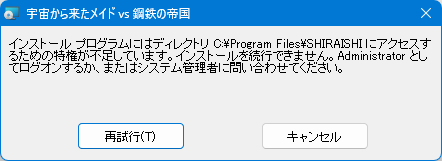 宇宙から来たメイド vs 鋼鉄の帝国
インストール プログラムにはディレクトリ C:¥Program Files¥SHIRAISHI にアクセス
するための特権が不足しています。インストールを続行できません。Administrator とし
てログオンするか、またはシステム管理者に問い合わせてください。
再試行(T)
キャンセル